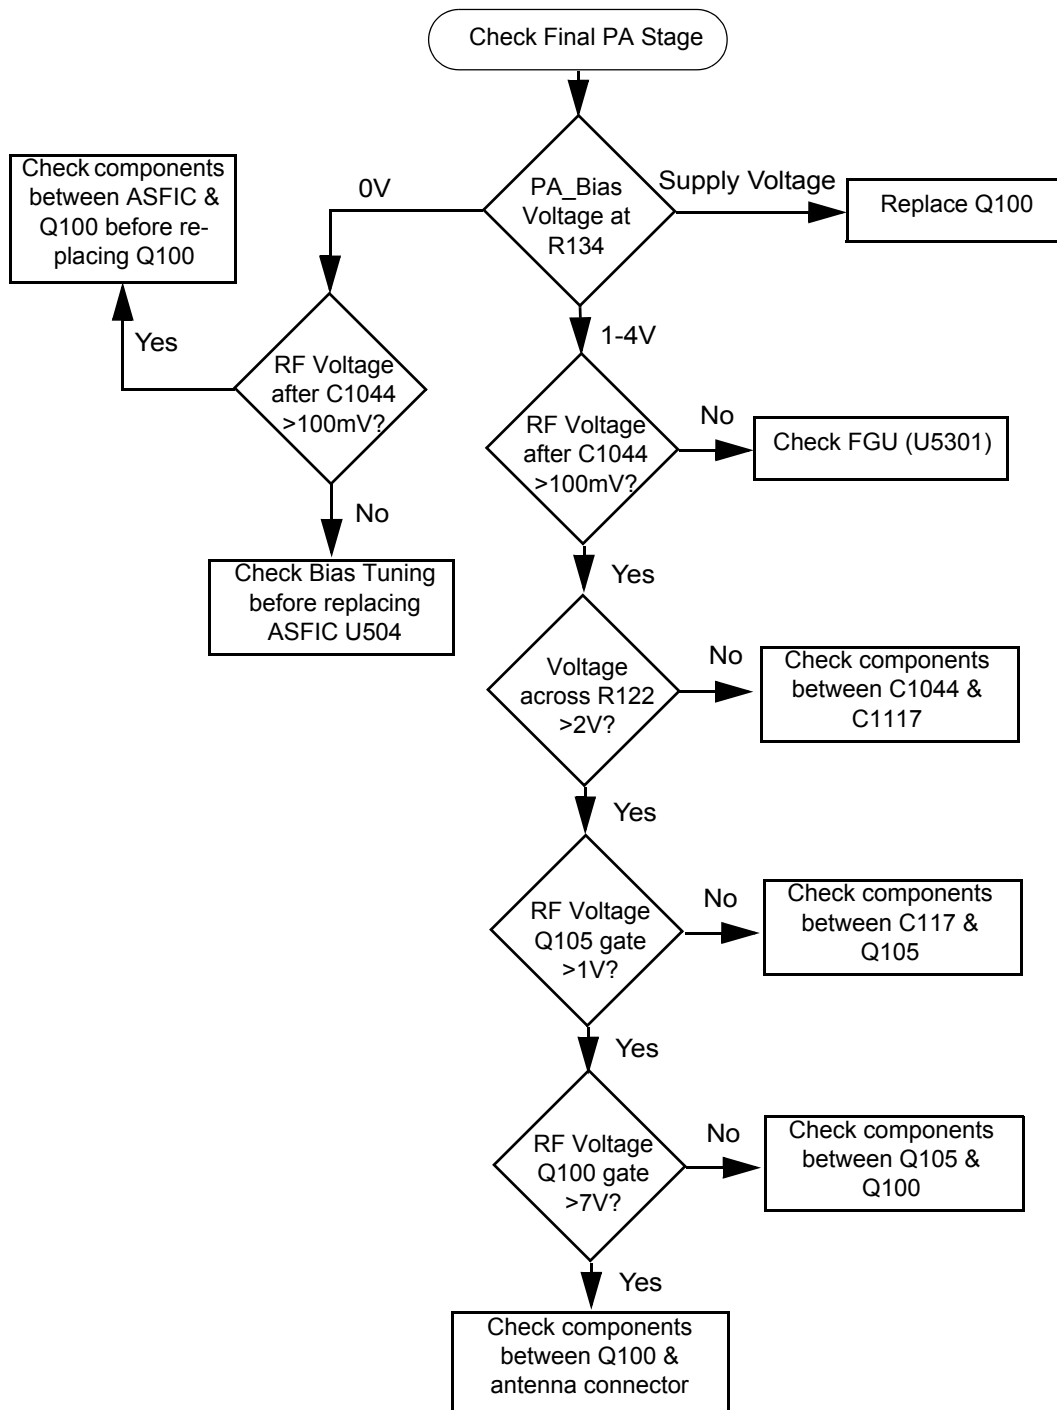 Check Final PA Stage
PA_Bias
Voltage at
R134
0V
Supply Voltage
Replace Q100
Check components
between ASFIC &
Q100 before re-
placing Q100
Yes
RF Voltage
after C1044
>100mV?
No
Check Bias Tuning
before replacing
ASFIC U504
1-4V
RF Voltage
after C1044
>100mV?
No
Check FGU (U5301)
Yes
Voltage
across R122
>2V?
No
Check components
between C1044 &
C1117
Yes
RF Voltage
Q105 gate
>1V?
No
Check components
between C117 &
Q105
Yes
RF Voltage
Q100 gate
>7V?
No
Check components
between Q105 &
Q100
Yes
Check components
between Q100 &
antenna connector